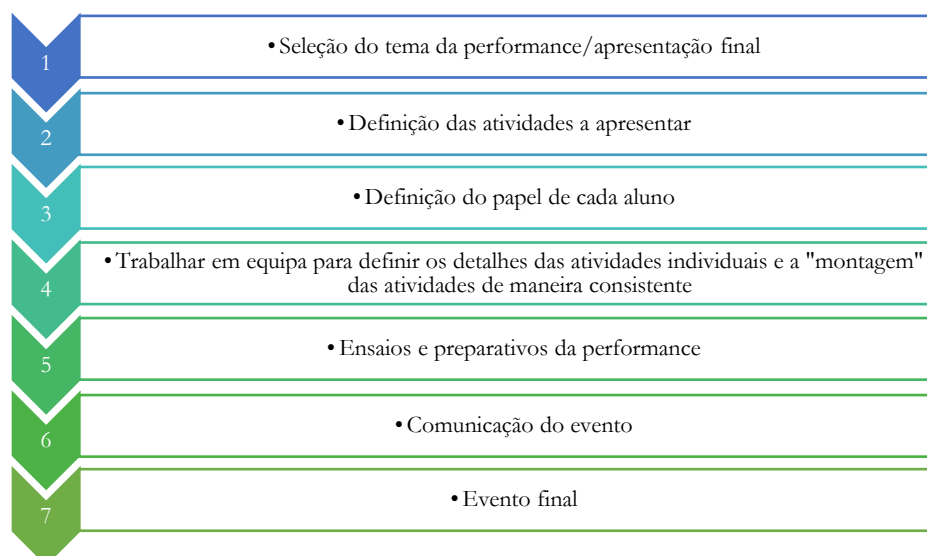 1
• Seleção do tema da performance/apresentação final
2
• Definição das atividades a apresentar
3
• Definição do papel de cada aluno
4
• Trabalhar em equipa para definir os detalhes das atividades individuais e a "montagem"
das atividades de maneira consistente
5
• Ensaios e preparativos da performance
6
• Comunicação do evento
7
• Evento final